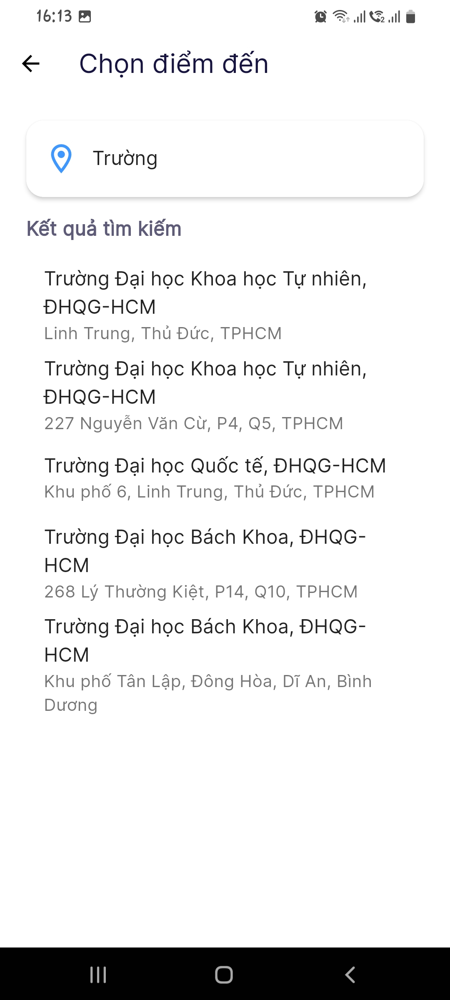 16:13
2
Chọn điểm đến
Trường
Kết quả tìm kiếm
Trường Đại học Khoa học Tự nhiên,
ĐHQG-HCM
Linh Trung, Thủ Đức, TPHCM
Trường Đại học Khoa học Tự nhiên,
ĐHQG-HCM
227 Nguyễn Văn Cừ, P4, Q5, TPHCM
Trường Đại học Quốc tế, ĐHQG-HCM
Khu phố 6, Linh Trung, Thủ Đức, TPHCM
Trường Đại học Bách Khoa, ĐHQG-
HCM
268 Lý Thường Kiệt, P14, Q10, TPHCM
Trường Đại học Bách Khoa, ĐHQG-
HCM
Khu phố Tân Lập, Đông Hòa, Dĩ An, Bình
Dương